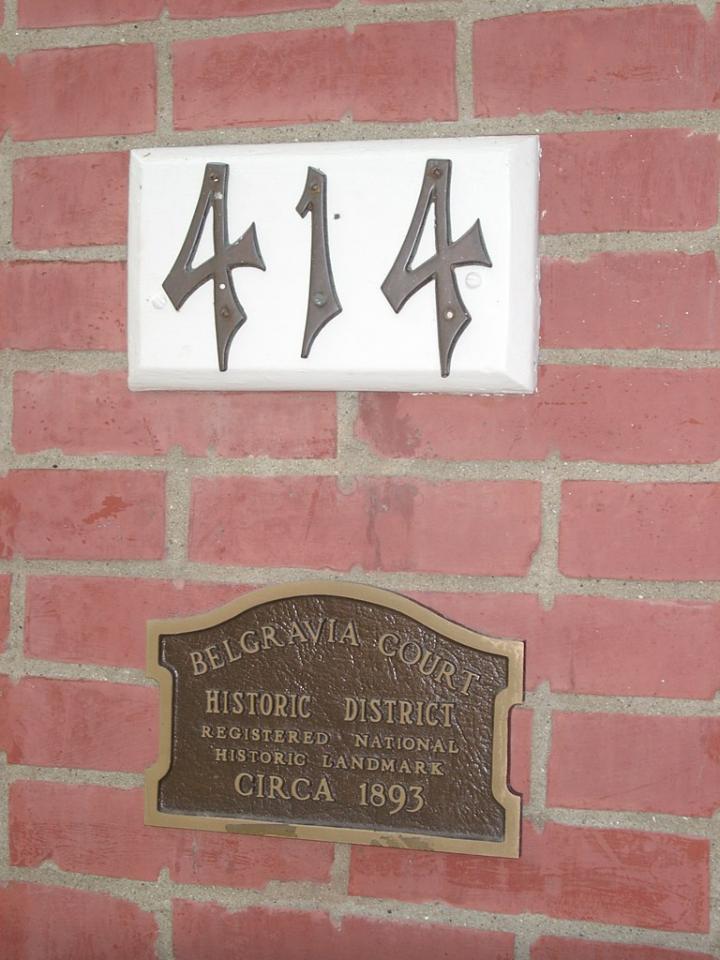 414
BELGRAVIA COURT
HISTORIC DISTRICT
REGISTERED NATIONAL
HISTORIC LANDMARK
CIRCA 1893